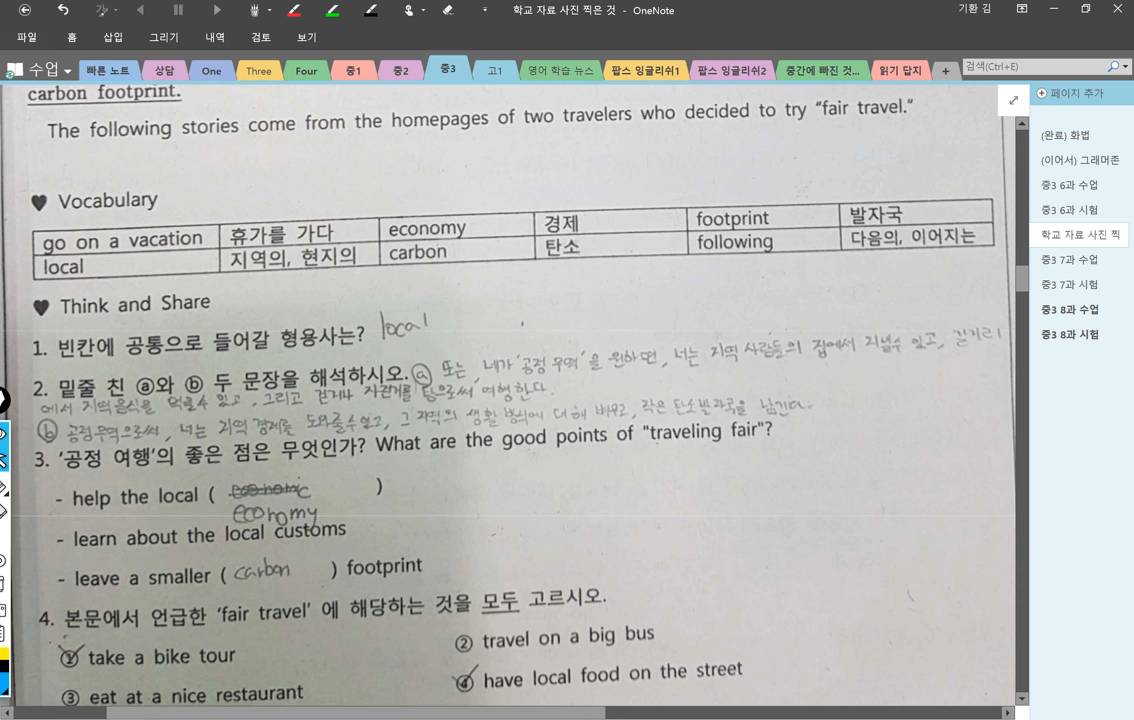 학교 자료 사진 찍은 것 - OneNote
기환 김
파일 홈 삽입 그리기 내역 검토 보기
수업 빠른 노트 상담 One Three Four 중1 중2 중3 고1 영어 학습 뉴스 팝스 잉글리쉬1 팝스 잉글리쉬2 중간에 빠진 것... 읽기 답지 + 검색(Ctrl+E)
페이지 추가
(완료) 화법
(이어서) 그래머존
중3 6과 수업
중3 6과 시험
학교 자료 사진 찍
중3 7과 수업
중3 7과 시험
중3 8과 수업
중3 8과 시험
carbon footprint.
The following stories come from the homepages of two travelers who decided to try “fair travel.“
♥ Vocabulary
go on a vacation 휴가를 가다 economy 경제 footprint 발자국
local 지역의, 현지의 carbon 탄소 following 다음의, 이어지는
♥ Think and Share
1. 빈칸에 공통으로 들어갈 형용사는? local
2. 밑줄 친 ⓐ와 ⓑ 두 문장을 해석하시오. ⓐ 또는, 네가 '공정 무역'을 원하면, 너는 지역 사람들의 집에서 지낼수 있고, 길거리
에서 지역음식을 먹을수 있고, 그리고 걷거나 자전거를 탐으로써 여행한다.
ⓑ 공정무역으로써, 너는 지역 경제를 도와줄수있고, 그 지역의 생활 방식에 대해 배우고, 작은 탄소발자국을 남긴다.
3. ‘공정 여행’의 좋은 점은 무엇인가? What are the good points of "traveling fair"?
- help the local ( economic )
economy
- learn about the local customs
- leave a smaller ( carbon ) footprint
4. 본문에서 언급한 ‘fair travel’ 에 해당하는 것을 모두 고르시오.
① take a bike tour ② travel on a big bus
③ eat at a nice restaurant ④ have local food on the street